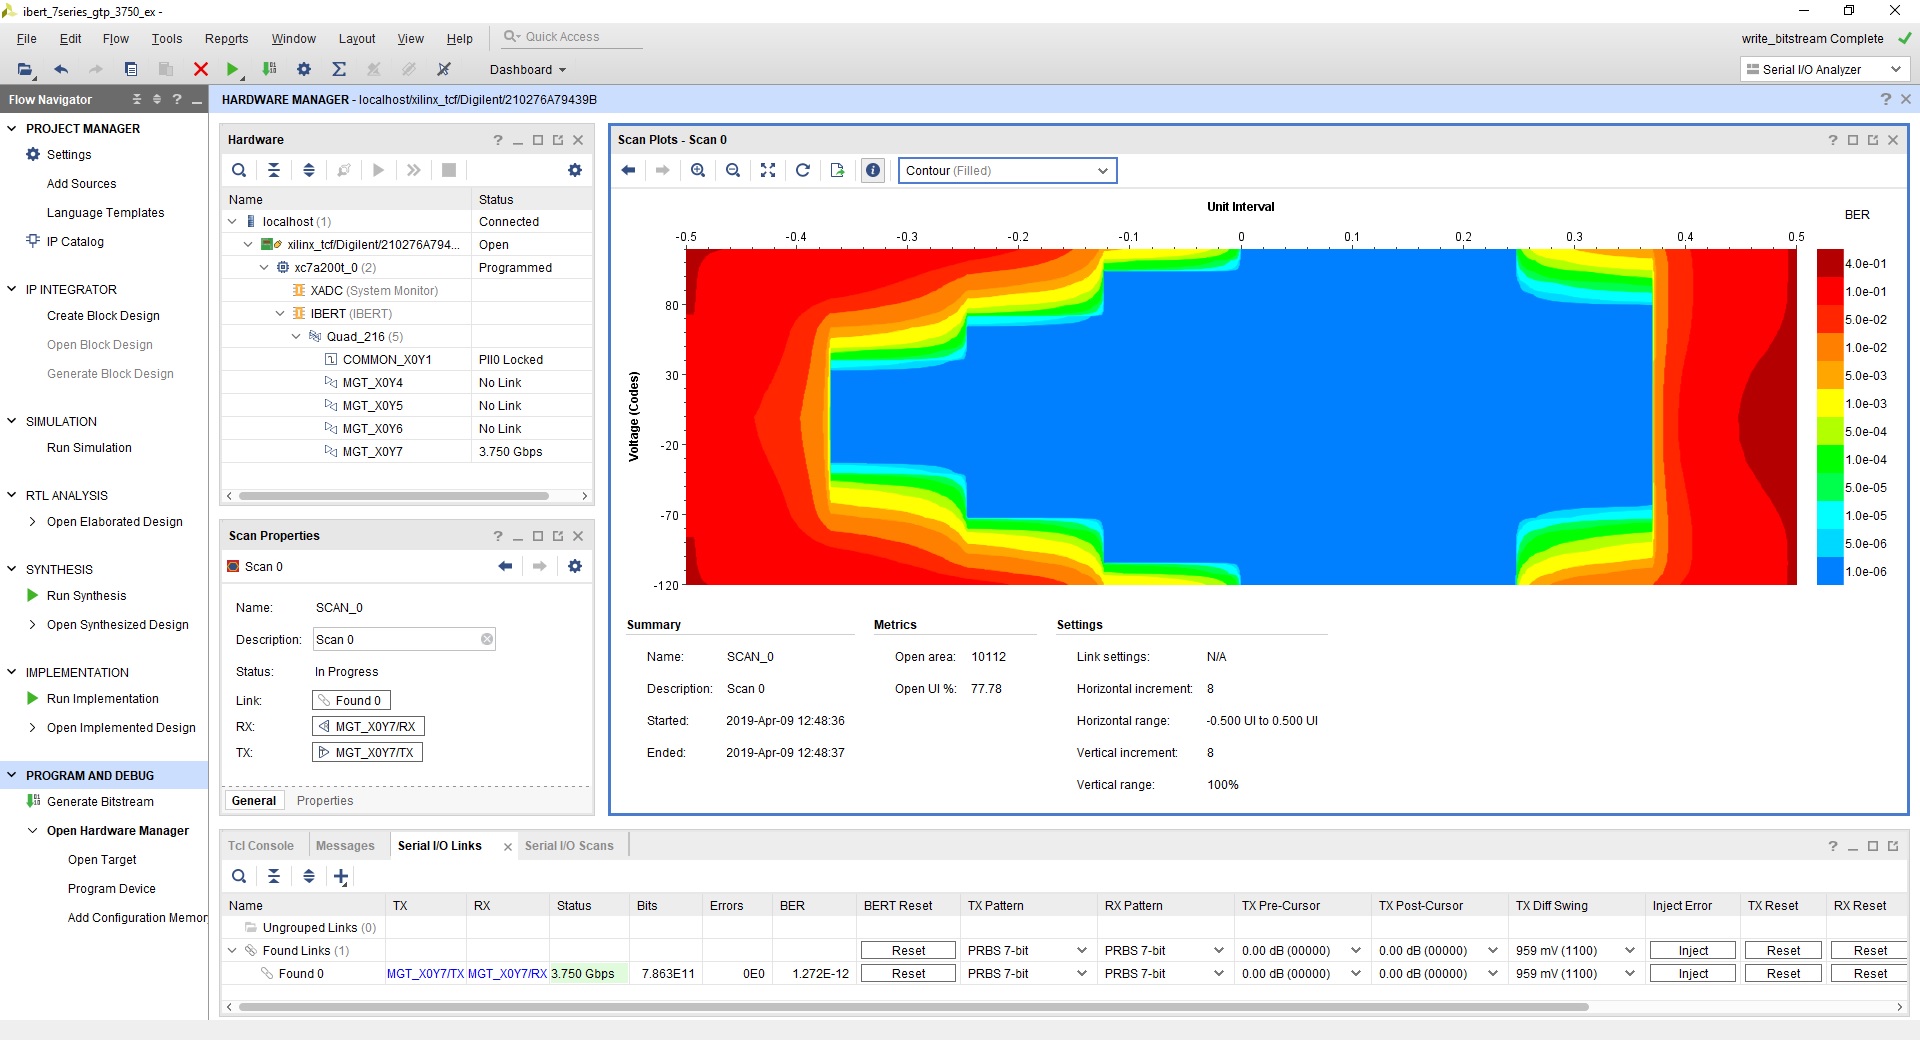 ibert_7series_gtp_3750_ex -
File Edit Flow Tools Reports Window Layout View Help Quick Access
write_bitstream Complete
Dashboard
Serial I/O Analyzer
Flow Navigator
HARDWARE MANAGER - localhost/xilinx_tcf/Digilent/210276A79439B
PROJECT MANAGER
Settings
Add Sources
Language Templates
IP Catalog
IP INTEGRATOR
Create Block Design
Open Block Design
Generate Block Design
SIMULATION
Run Simulation
RTL ANALYSIS
Open Elaborated Design
SYNTHESIS
Run Synthesis
Open Synthesized Design
IMPLEMENTATION
Run Implementation
Open Implemented Design
PROGRAM AND DEBUG
Generate Bitstream
Open Hardware Manager
Open Target
Program Device
Add Configuration Memor
Hardware
Name Status
localhost (1) Connected
xilinx_tcf/Digilent/210276A794... Open
xc7a200t_0 (2) Programmed
XADC (System Monitor)
IBERT (IBERT)
Quad_216 (5)
COMMON_X0Y1 Pll0 Locked
MGT_X0Y4 No Link
MGT_X0Y5 No Link
MGT_X0Y6 No Link
MGT_X0Y7 3.750 Gbps
Scan Properties
Scan 0
Name: SCAN_0
Description: Scan 0
Status: In Progress
Link: Found 0
RX: MGT_X0Y7/RX
TX: MGT_X0Y7/TX
General Properties
Scan Plots - Scan 0
Contour (Filled)
Unit Interval
BER
-0.5 -0.4 -0.3 -0.2 -0.1 0 0.1 0.2 0.3 0.4 0.5
Voltage (Codes)
80
30
-20
-70
-120
4.0e-01
1.0e-01
5.0e-02
1.0e-02
5.0e-03
1.0e-03
5.0e-04
1.0e-04
5.0e-05
1.0e-05
5.0e-06
1.0e-06
Summary
Name: SCAN_0
Description: Scan 0
Started: 2019-Apr-09 12:48:36
Ended: 2019-Apr-09 12:48:37
Metrics
Open area: 10112
Open UI %: 77.78
Settings
Link settings: N/A
Horizontal increment: 8
Horizontal range: -0.500 UI to 0.500 UI
Vertical increment: 8
Vertical range: 100%
Tcl Console Messages Serial I/O Links Serial I/O Scans
Name TX RX Status Bits Errors BER BERT Reset TX Pattern RX Pattern TX Pre-Cursor TX Post-Cursor TX Diff Swing Inject Error TX Reset RX Reset
Ungrouped Links (0)
Found Links (1) Reset PRBS 7-bit PRBS 7-bit 0.00 dB (00000) 0.00 dB (00000) 959 mV (1100) Inject Reset Reset
Found 0 MGT_X0Y7/TX MGT_X0Y7/RX 3.750 Gbps 7.863E11 0E0 1.272E-12 Reset PRBS 7-bit PRBS 7-bit 0.00 dB (00000) 0.00 dB (00000) 959 mV (1100) Inject Reset Reset